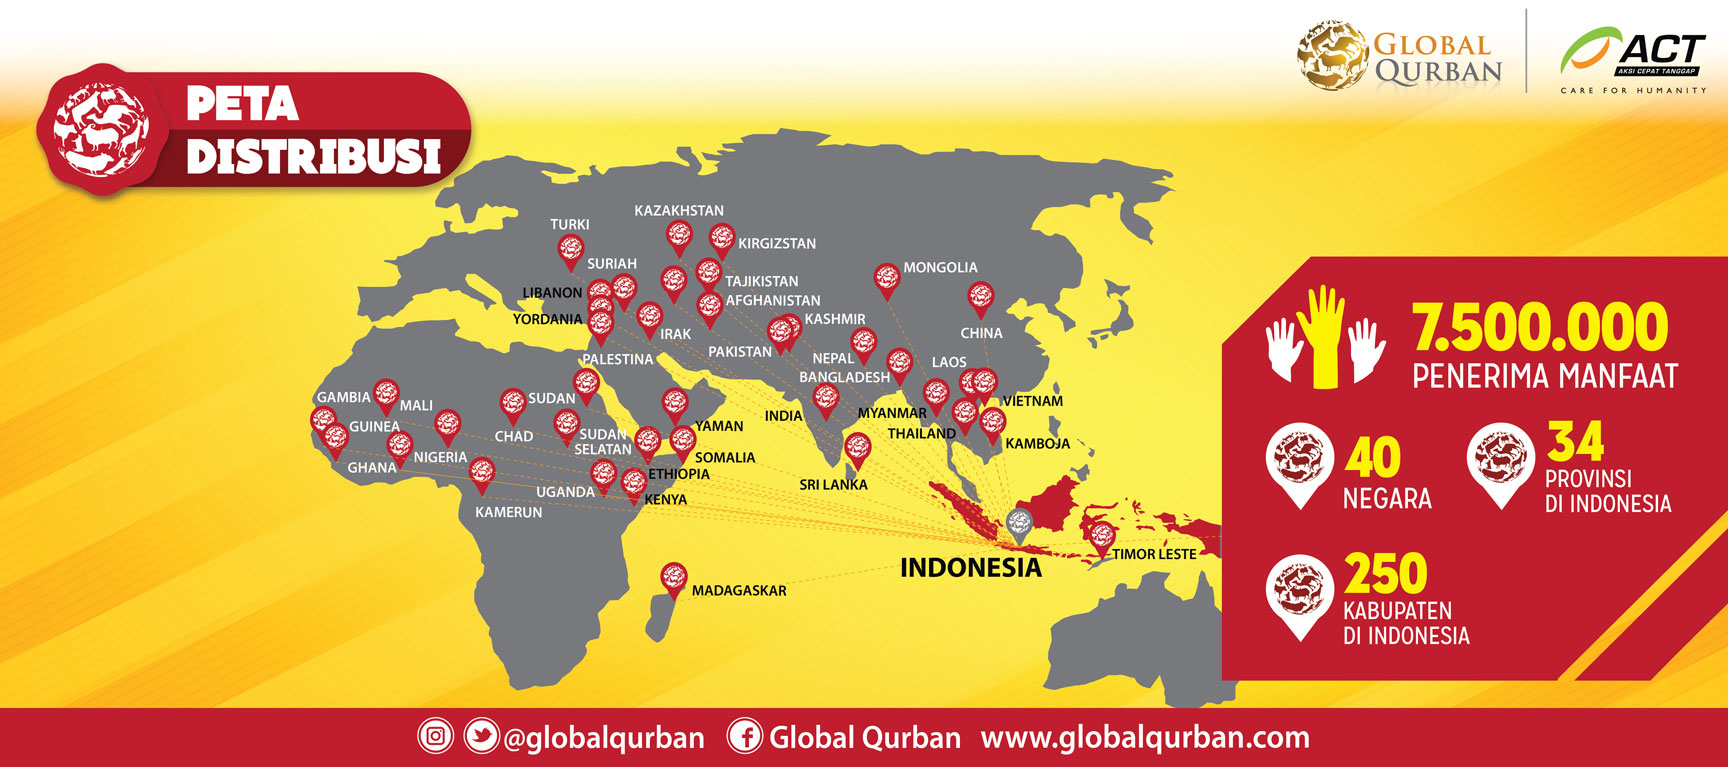 GLOBAL
QURBAN
ACT
AKSI CEPAT TANGGAP
CARE FOR HUMANITY
PETA
DISTRIBUSI
KAZAKHSTAN
TURKI
KIRGIZSTAN
SURIAH
MONGOLIA
TAJIKISTAN
LIBANON
AFGHANISTAN
YORDANIA
KASHMIR
IRAK
CHINA
PAKISTAN
PALESTINA
NEPAL
LAOS
BANGLADESH
GAMBIA
SUDAN
VIETNAM
MALI
INDIA
MYANMAR
GUINEA
YAMAN
CHAD
SUDAN
SELATAN
THAILAND
KAMBOJA
NIGERIA
SOMALIA
GHANA
ETHIOPIA
SRI LANKA
UGANDA
KENYA
KAMERUN
TIMOR LESTE
INDONESIA
MADAGASKAR
7.500.000
PENERIMA MANFAAT
40
NEGARA
34
PROVINSI
DI INDONESIA
250
KABUPATEN
DI INDONESIA
@globalqurban
Global Qurban
www.globalqurban.com